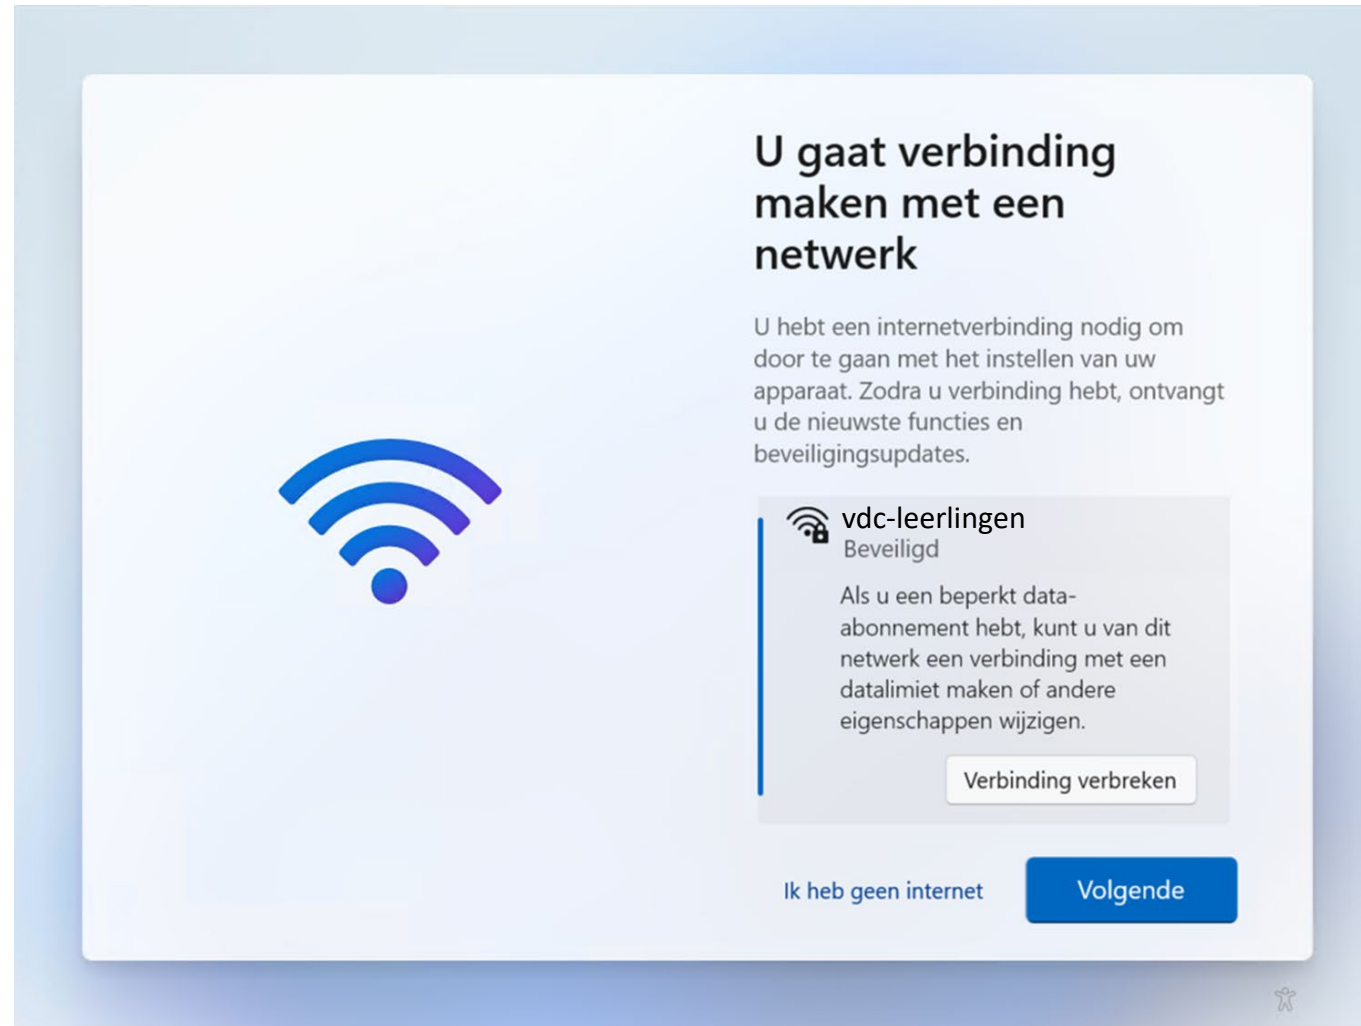 U gaat verbinding
maken met een
netwerk
U hebt een internetverbinding nodig om
door te gaan met het instellen van uw
apparaat. Zodra u verbinding hebt, ontvangt
u de nieuwste functies en
beveiligingsupdates.
vdc-leerlingen
Beveiligd
Als u een beperkt data-
abonnement hebt, kunt u van dit
netwerk een verbinding met een
datalimiet maken of andere
eigenschappen wijzigen.
Verbinding verbreken
Ik heb geen internet
Volgende